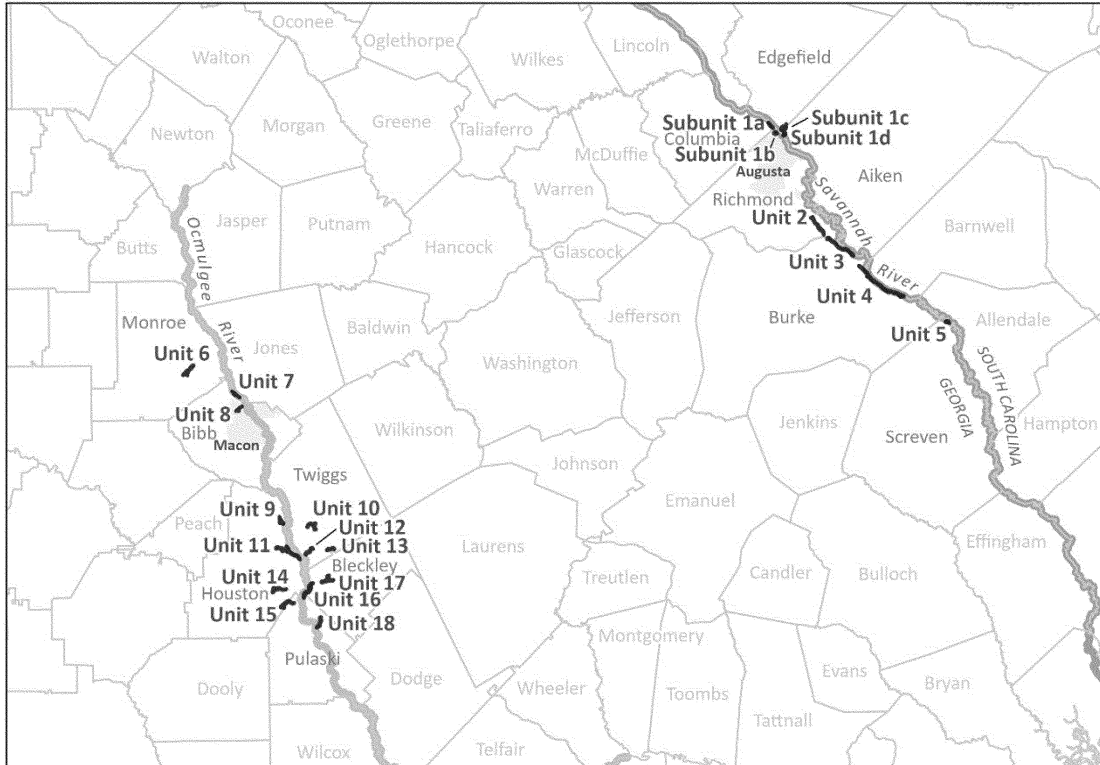 Oconee
Oglethorpe
Lincoln
Walton
Wilkes
Edgefield
Newton
Morgan
Greene
Taliaferro
Subunit 1a
Subunit 1c
Columbia
Subunit 1d
McDuffie
Subunit 1b
Augusta
Warren
Aiken
Jasper
Putnam
Richmond
Savannah
Butts
Ocmulgee
Hancock
Unit 2
Barnwell
Glascock
Unit 3
River
Unit 4
Monroe
River
Baldwin
Jefferson
Burke
Allendale
Unit 6
Jones
Washington
Unit 5
Unit 7
SOUTH CAROLINA
GEORGIA
Unit 8
Bibb
Macon
Wilkinson
Jenkins
Screven
Hampton
Twiggs
Johnson
Emanuel
Unit 9
Unit 10
Peach
Unit 12
Unit 11
Unit 13
Laurens
Effingham
Bleckley
Unit 14
Unit 17
Treutlen
Candler
Bulloch
Houston
Unit 16
Unit 15
Unit 18
Montgomery
Pulaski
Dooly
Dodge
Wheeler
Toombs
Evans
Bryan
Tattnall
Wilcox
Telfair